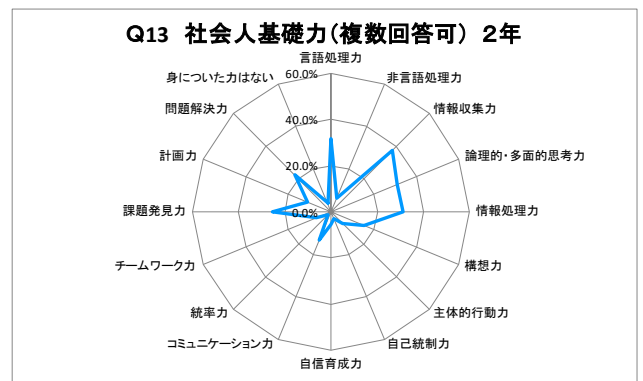 Q13 社会人基礎力(複数回答可) 2年
言語処理力
非言語処理力
情報収集力
論理的・多面的思考力
情報処理力
構想力
主体的行動力
自己統制力
自信育成力
コミュニケーション力
統率力
チームワーク力
課題発見力
計画力
問題解決力
身についた力はない
60.0%
40.0%
20.0%
0.0%